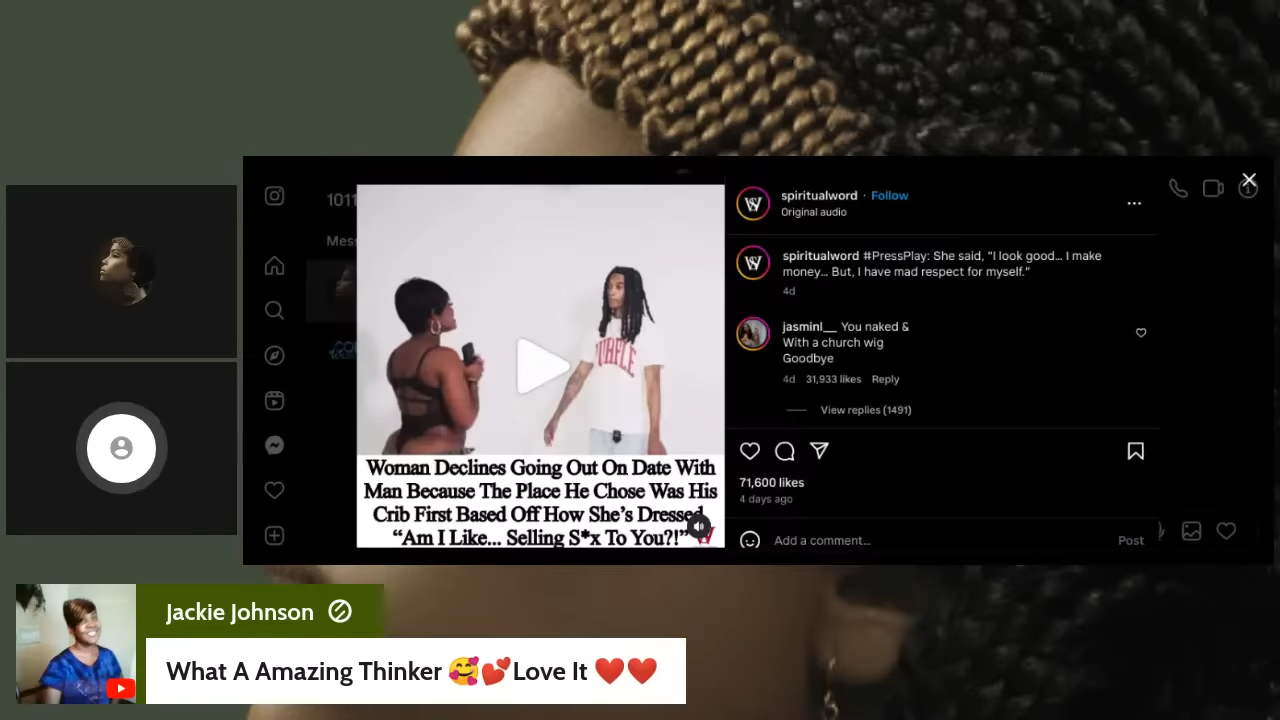 1011
Mess
spiritualword · Follow
Original audio
spiritualword #PressPlay: She said, “I look good… I make
money… But, I have mad respect for myself.”
4d
jasminl__ You naked &
With a church wig
Goodbye
4d 31,933 likes Reply
View replies (1491)
71,600 likes
4 days ago
Add a comment… Post
PURPLE
Woman Declines Going Out On Date With
Man Because The Place He Chose Was His
Crib First Based Off How She’s Dressed
“Am I Like... Selling S*x To You?!”
Jackie Johnson
What A Amazing Thinker 🥰💕Love It ❤️❤️